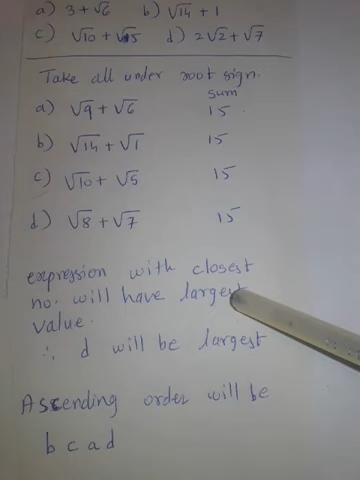 a) 3+√6 b) √14 + 1
c) √10 + √5 d) 2√2 + √7
Take all under root sign.
sum
a) √9 + √6 15
b) √14 + √1 15
c) √10 + √5 15
d) √8 + √7 15
expression with closest
no. will have largest
value.
∴ d will be largest
Ascending order will be
b c a d